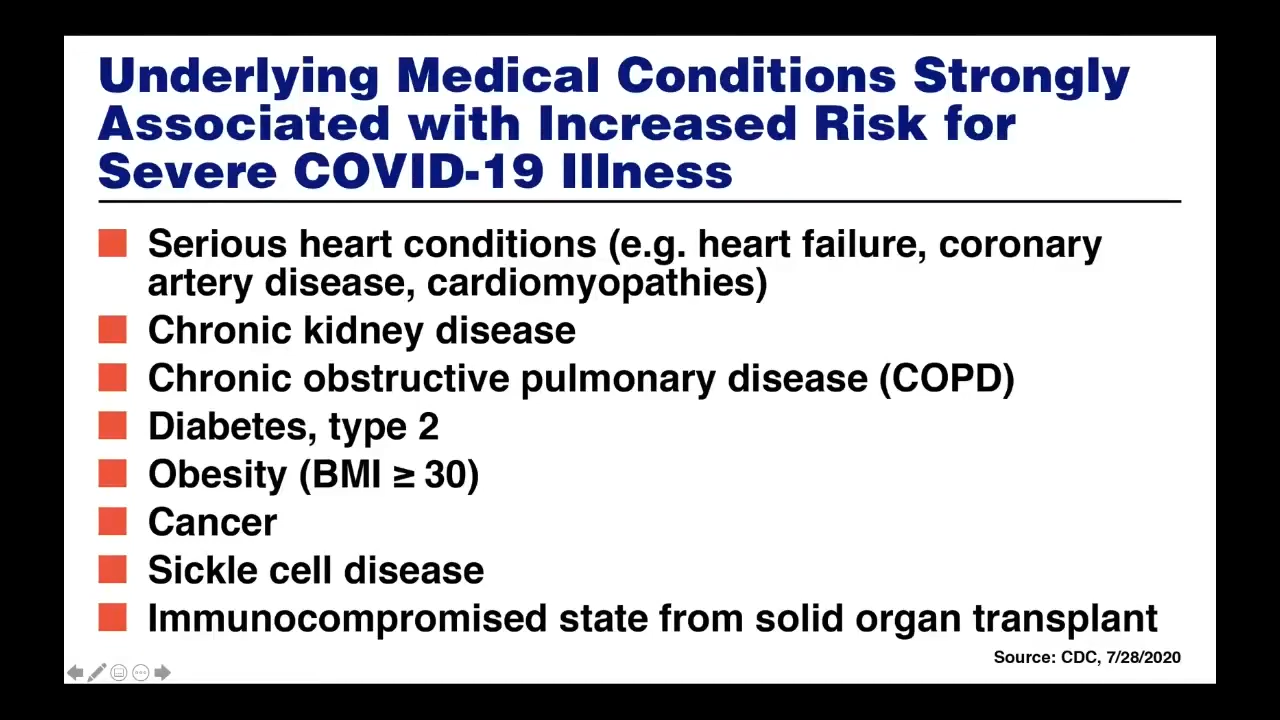 Underlying Medical Conditions Strongly
Associated with Increased Risk for
Severe COVID-19 Illness
Serious heart conditions (e.g. heart failure, coronary
artery disease, cardiomyopathies)
Chronic kidney disease
Chronic obstructive pulmonary disease (COPD)
Diabetes, type 2
Obesity (BMI ≥ 30)
Cancer
Sickle cell disease
Immunocompromised state from solid organ transplant
Source: CDC, 7/28/2020